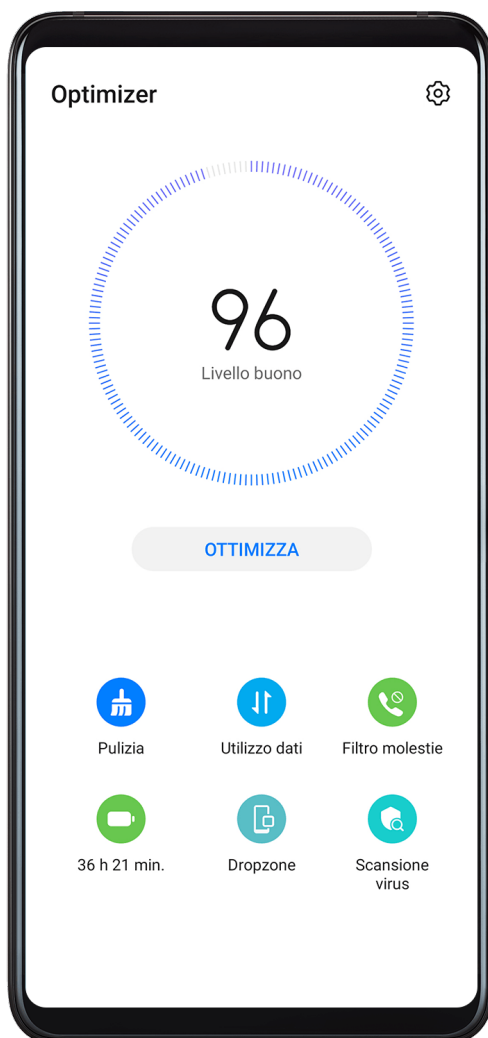 Optimizer
96
Livello buono
OTTIMIZZA
Pulizia
Utilizzo dati
Filtro molestie
36 h 21 min.
Dropzone
Scansione
virus